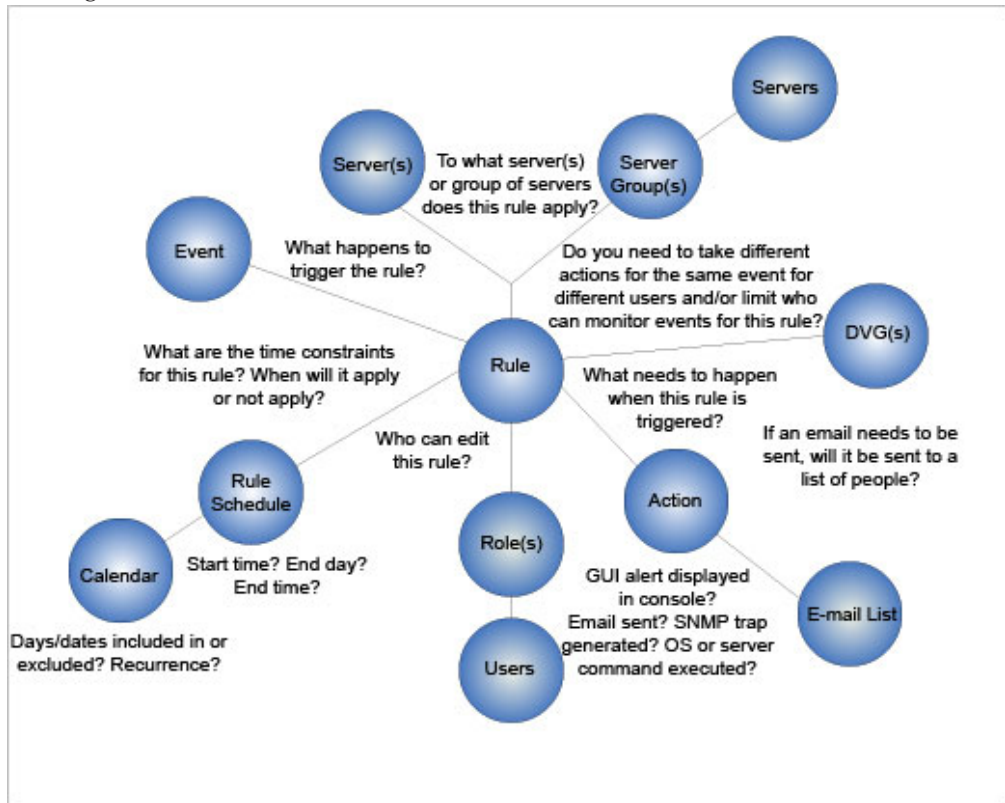 Servers
Server(s)
To what server(s)
or group of servers
does this rule apply?
Server
Group(s)
Event
What happens to
trigger the rule?
Do you need to take different
actions for the same event for
different users and/or limit who
can monitor events for this rule?
DVG(s)
What are the time constraints
for this rule? When will it apply
or not apply?
Rule
What needs to happen
when this rule is
triggered?
Who can edit
this rule?
If an email needs to be
sent, will it be sent to a
list of people?
Rule
Schedule
Action
Calendar
Start time? End day?
End time?
Role(s)
GUI alert displayed
in console?
Email sent? SNMP trap
generated? OS or server
command executed?
E-mail List
Days/dates included in or
excluded? Recurrence?
Users